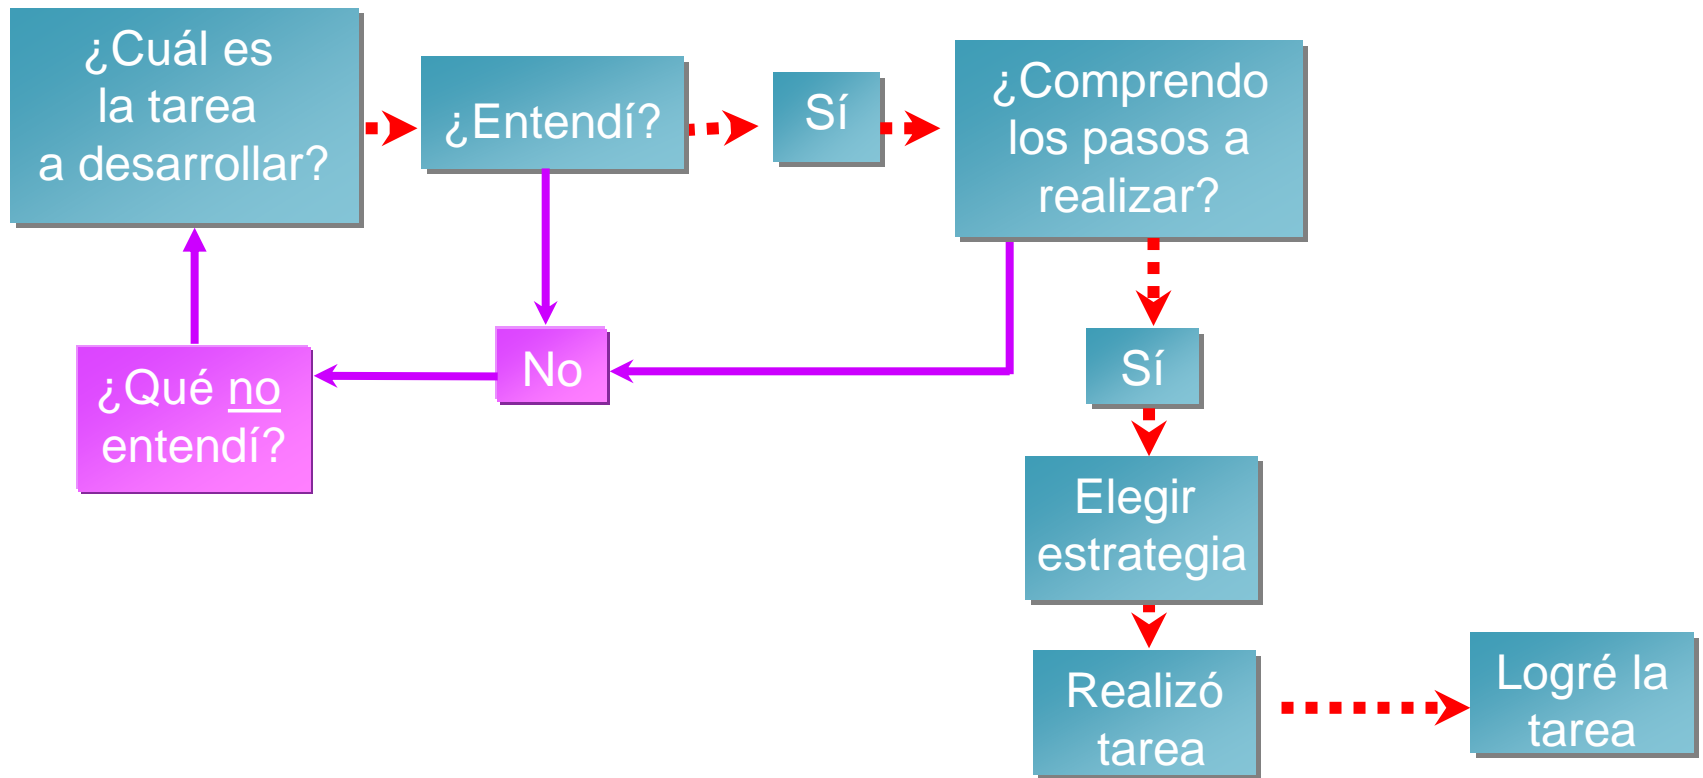 ¿Cuál es
la tarea
a desarrollar?
¿Entendí?
Sí
¿Comprendo
los pasos a
realizar?
No
¿Qué no
entendí?
Sí
Elegir
estrategia
Realizó
tarea
Logré la
tarea